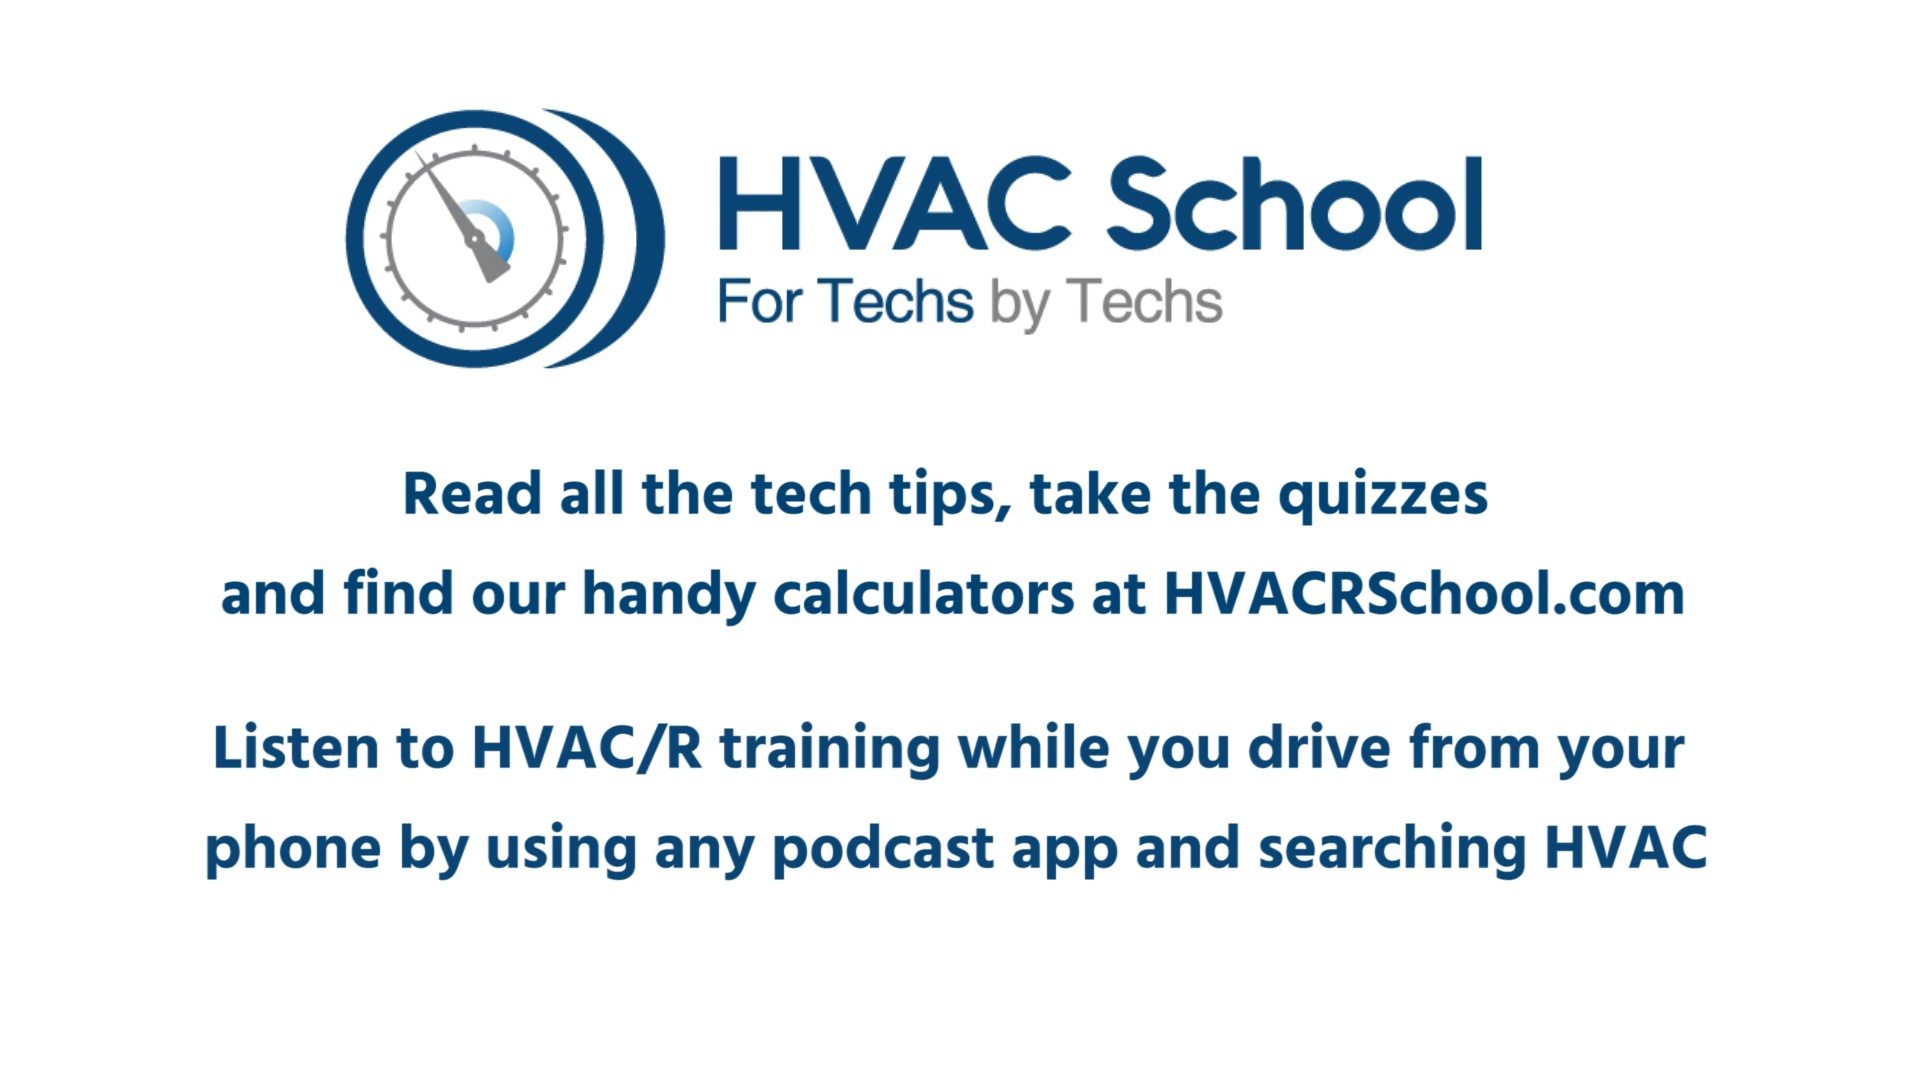 HVAC School
For Techs by Techs
Read all the tech tips, take the quizzes
and find our handy calculators at HVACRSchool.com
Listen to HVAC/R training while you drive from your
phone by using any podcast app and searching HVAC